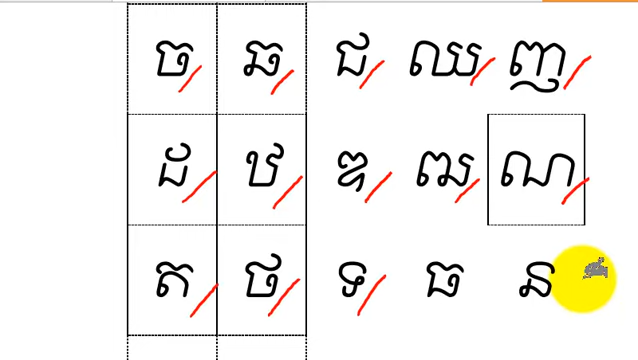 ច ឆ ជ ឈ ញ
ដ ឋ ឌ ឍ ណ
ត ថ ទ ធ ន